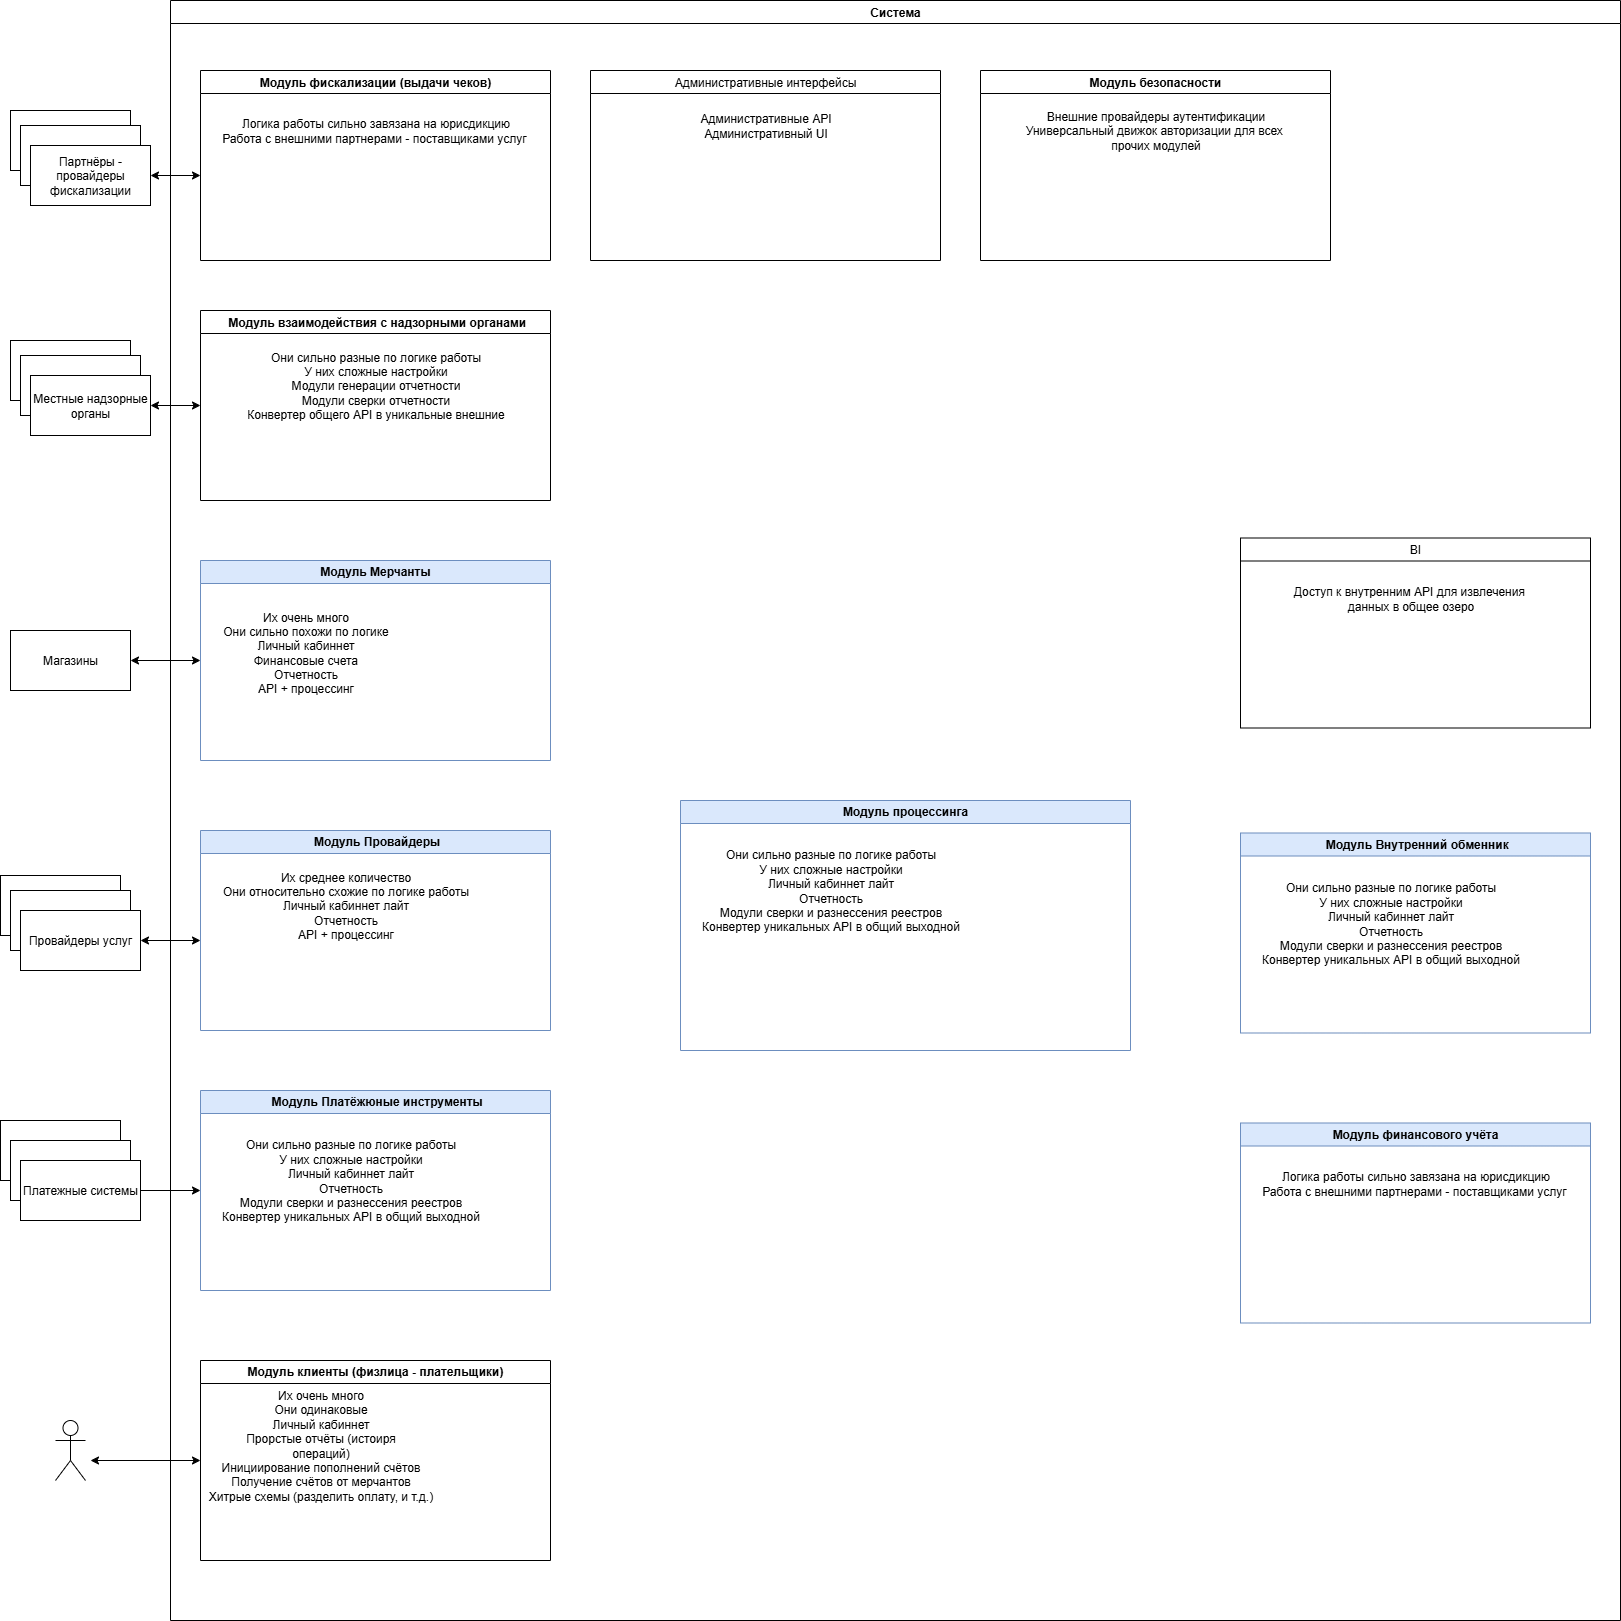 Система
Модуль фискализации (выдачи чеков)
Логика работы сильно завязана на юрисдикцию
Работа с внешними партнерами - поставщиками услуг
Административные интерфейсы
Административные API
Административный UI
Модуль безопасности
Внешние провайдеры аутентификации
Универсальный движок авторизации для всех
прочих модулей
Партнёры -
провайдеры
фискализации
Модуль взаимодействия с надзорными органами
Они сильно разные по логике работы
У них сложные настройки
Модули генерации отчетности
Модули сверки отчетности
Конвертер общего API в уникальные внешние
Местные надзорные
органы
BI
Доступ к внутренним API для извлечения
данных в общее озеро
Модуль Мерчанты
Их очень много
Они сильно похожи по логике
Личный кабиннет
Финансовые счета
Отчетность
API + процессинг
Магазины
Модуль процессинга
Они сильно разные по логике работы
У них сложные настройки
Личный кабиннет лайт
Отчетность
Модули сверки и разнессения реестров
Конвертер уникальных API в общий выходной
Модуль Провайдеры
Их среднее количество
Они относительно схожие по логике работы
Личный кабиннет лайт
Отчетность
API + процессинг
Провайдеры услуг
Модуль Внутренний обменник
Они сильно разные по логике работы
У них сложные настройки
Личный кабиннет лайт
Отчетность
Модули сверки и разнессения реестров
Конвертер уникальных API в общий выходной
Модуль Платёжюные инструменты
Они сильно разные по логике работы
У них сложные настройки
Личный кабиннет лайт
Отчетность
Модули сверки и разнессения реестров
Конвертер уникальных API в общий выходной
Платежные системы
Модуль финансового учёта
Логика работы сильно завязана на юрисдикцию
Работа с внешними партнерами - поставщиками услуг
Модуль клиенты (физлица - плательщики)
Их очень много
Они одинаковые
Личный кабиннет
Прорстые отчёты (истоиря
операций)
Инициирование пополнений счётов
Получение счётов от мерчантов
Хитрые схемы (разделить оплату, и т.д.)